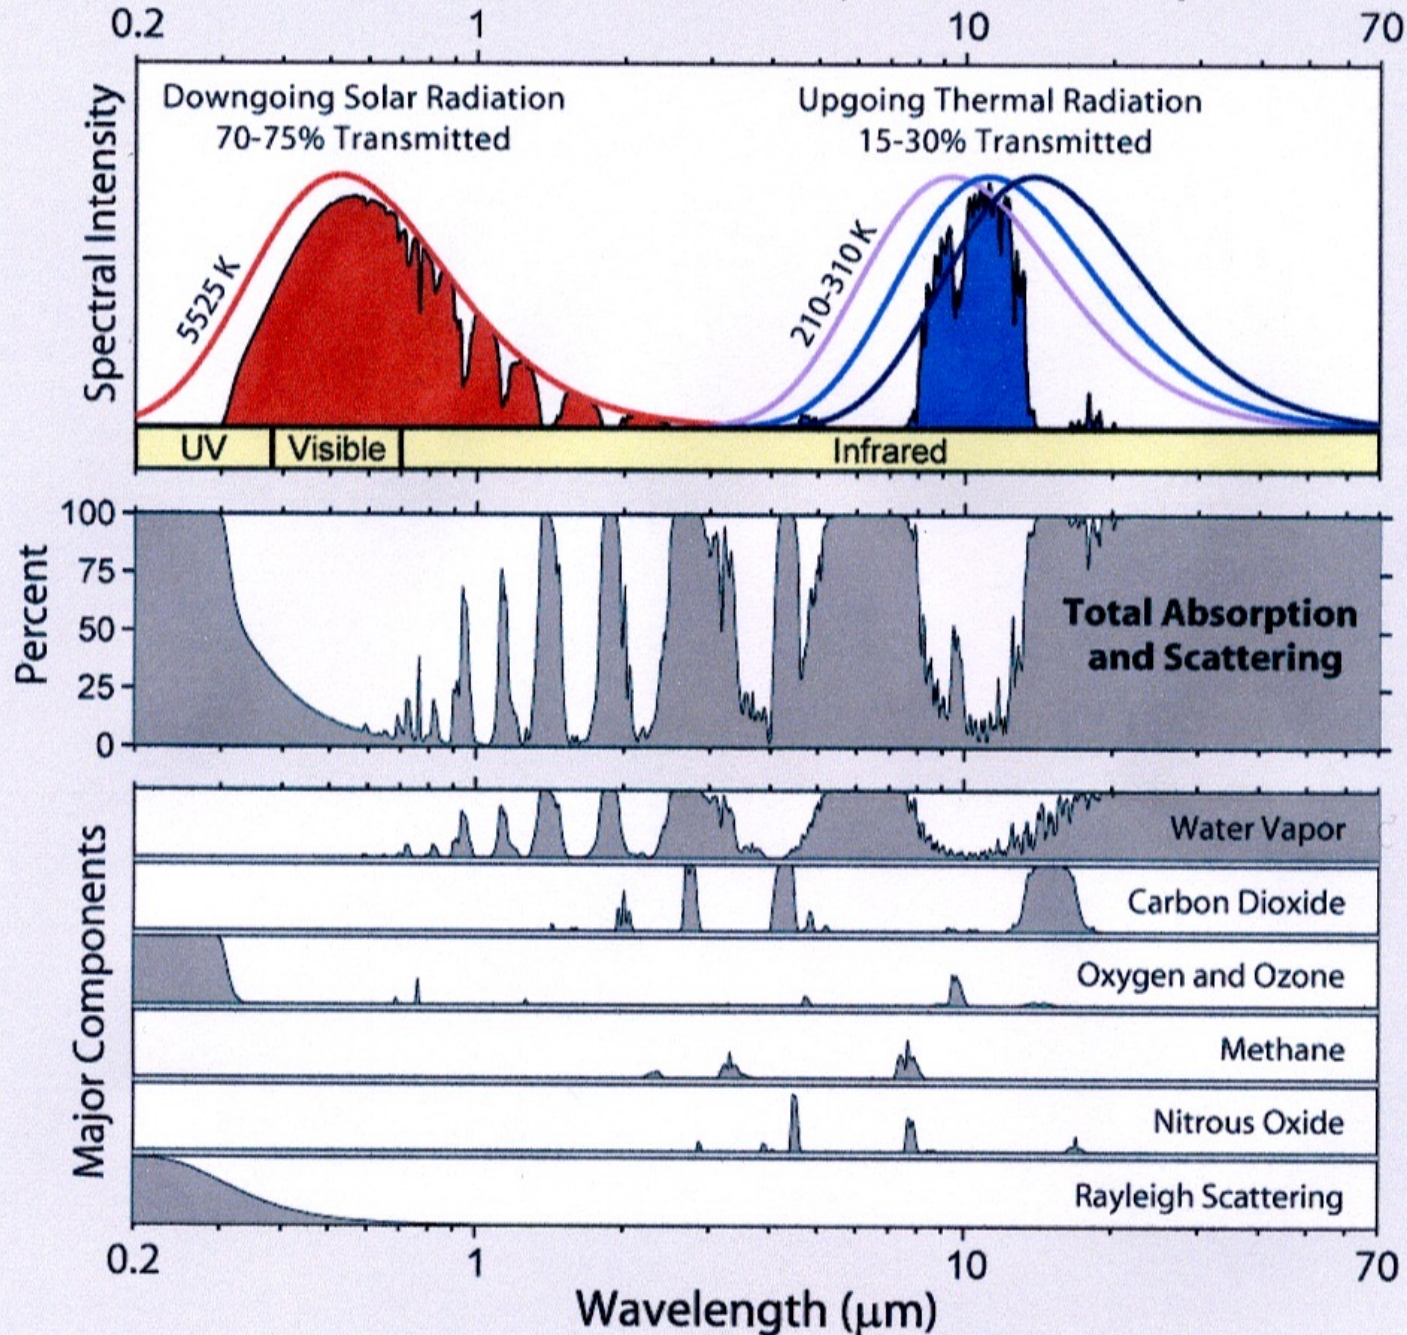 0.2 1 10 70
Spectral Intensity
Downgoing Solar Radiation
70-75% Transmitted
Upgoing Thermal Radiation
15-30% Transmitted
5525 K
210-310 K
UV Visible Infrared
Percent
100
75
50
25
0
Total Absorption
and Scattering
Major Components
Water Vapor
Carbon Dioxide
Oxygen and Ozone
Methane
Nitrous Oxide
Rayleigh Scattering
0.2 1 10 70
Wavelength (μm)